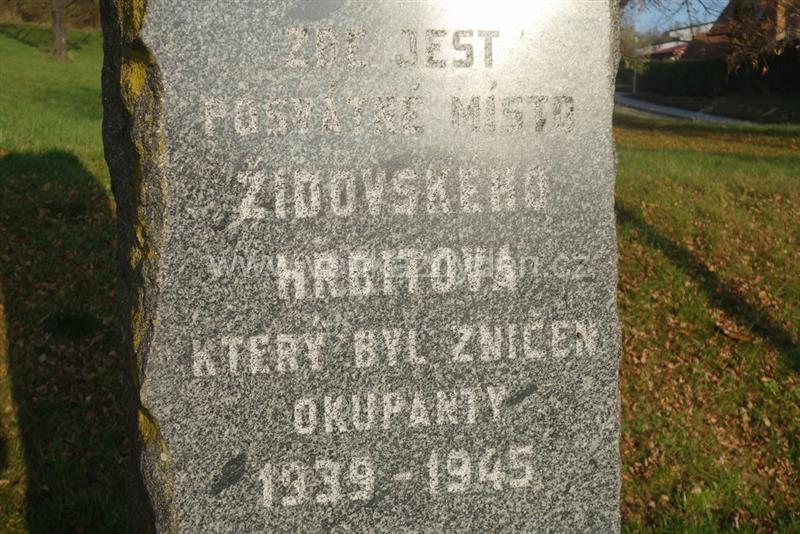 ZDE JEST
POSVÁTNÉ MÍSTO
ŽIDOVSKÉHO
HŘBITOVA
KTERÝ BYL ZNIČEN
OKUPANTY
1939 - 1945